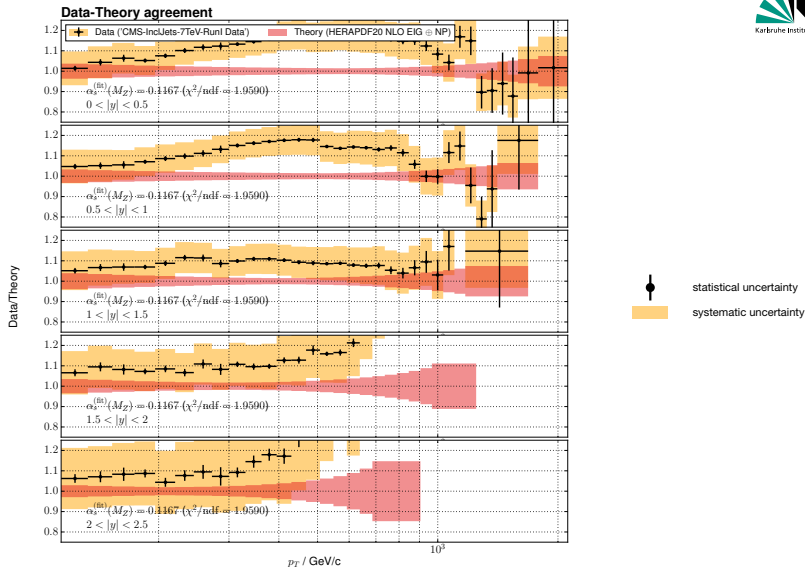 Data-Theory agreement
Karlsruhe Institu
Data ('CMS-InclJets-7TeV-RunI Data')
Theory (HERAPDF20 NLO EIG ⊕ NP)
1.2
1.1
1.0
0.9
0.8
α_s^(fit)(M_Z) = 0.1167 (χ²/ndf = 1.9590)
0 < |y| < 0.5
1.2
1.1
1.0
0.9
0.8
α_s^(fit)(M_Z) = 0.1167 (χ²/ndf = 1.9590)
0.5 < |y| < 1
1.2
1.1
1.0
0.9
0.8
α_s^(fit)(M_Z) = 0.1167 (χ²/ndf = 1.9590)
1 < |y| < 1.5
Data/Theory
statistical uncertainty
systematic uncertainty
1.2
1.1
1.0
0.9
0.8
α_s^(fit)(M_Z) = 0.1167 (χ²/ndf = 1.9590)
1.5 < |y| < 2
1.2
1.1
1.0
0.9
0.8
α_s^(fit)(M_Z) = 0.1167 (χ²/ndf = 1.9590)
2 < |y| < 2.5
10³
p_T / GeV/c